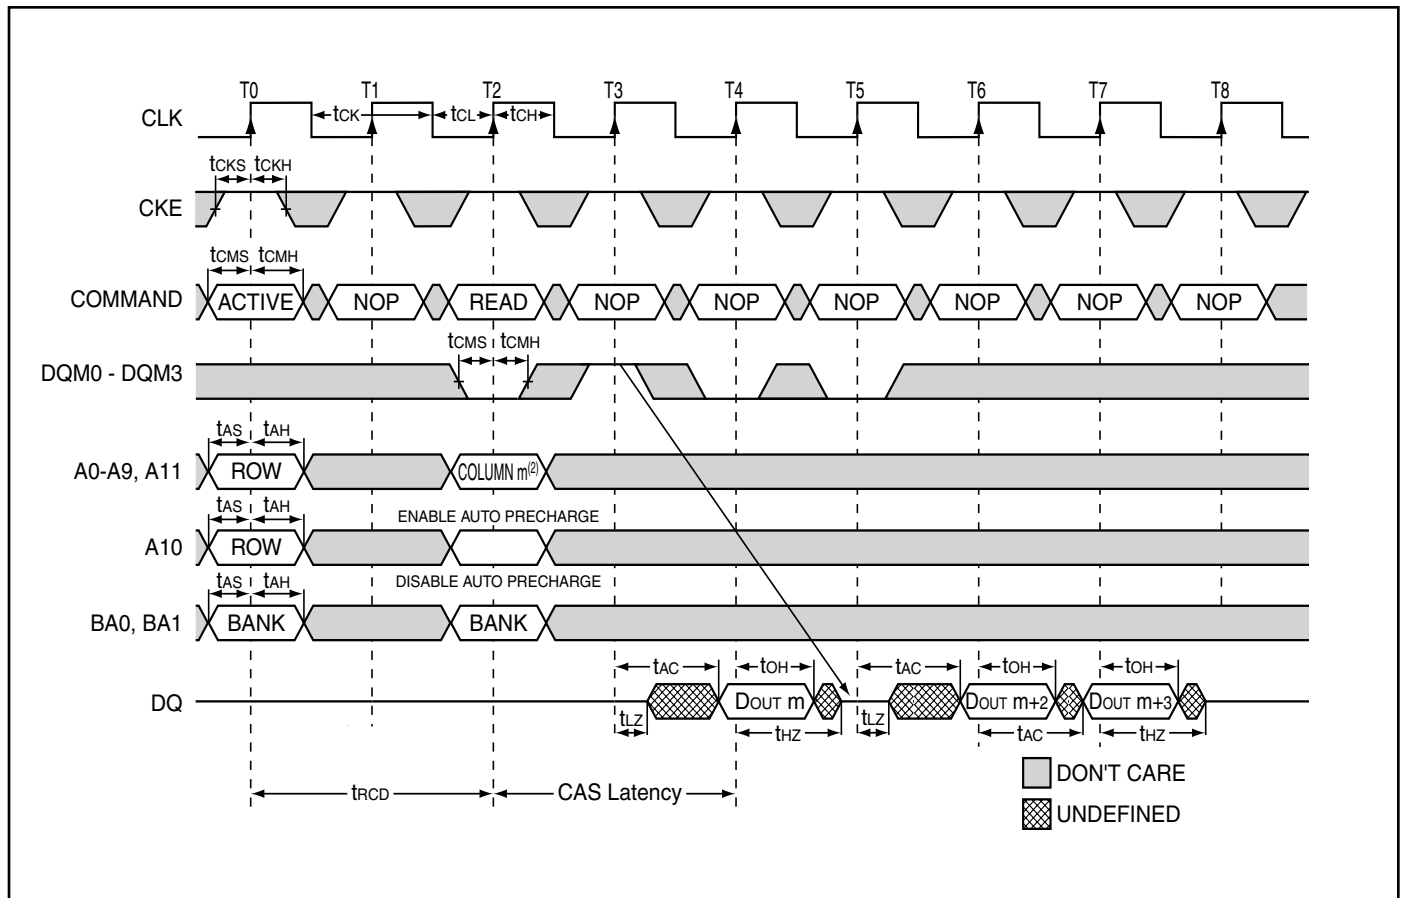 T0 T1 T2 T3 T4 T5 T6 T7 T8
CLK tCK tCL tCH
tCKS tCKH
CKE
tCMS tCMH
COMMAND ACTIVE NOP READ NOP NOP NOP NOP NOP NOP
tCMS tCMH
DQM0 - DQM3
tAS tAH
A0-A9, A11 ROW COLUMN m(2)
tAS tAH ENABLE AUTO PRECHARGE
A10 ROW
tAS tAH DISABLE AUTO PRECHARGE
BA0, BA1 BANK BANK
tAC tOH tAC tOH tOH
DQ DOUT m DOUT m+2 DOUT m+3
tLZ tHZ tLZ tAC tHZ
DON'T CARE
tRCD CAS Latency
UNDEFINED